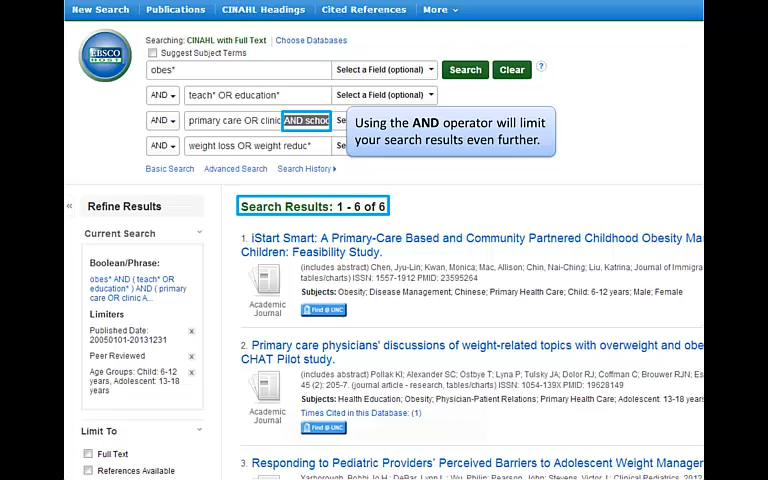 New Search Publications CINAHL Headings Cited References More
Searching: CINAHL with Full Text Choose Databases
Suggest Subject Terms
EBSCO
HOST
obes* Select a Field (optional) Search Clear ?
AND teach* OR education* Select a Field (optional)
AND primary care OR clinic AND schoo Se
Using the AND operator will limit
your search results even further.
AND weight loss OR weight reduc* Se
Basic Search Advanced Search Search History
« Refine Results
Search Results: 1 - 6 of 6
Current Search
Boolean/Phrase:
obes* AND ( teach* OR
education* ) AND ( primary
care OR clinic A...
Limiters
Published Date:
20050101-20131231
Peer Reviewed
Age Groups: Child: 6-12
years, Adolescent: 13-18
years
Limit To
Full Text
References Available
1. iStart Smart: A Primary-Care Based and Community Partnered Childhood Obesity Ma
Children: Feasibility Study.
(includes abstract) Chen, Jyu-Lin; Kwan, Monica; Mac, Allison; Chin, Nai-Ching; Liu, Katrina; Journal of Immigra
tables/charts) ISSN: 1557-1912 PMID: 23595264
Subjects: Obesity; Disease Management; Chinese; Primary Health Care; Child: 6-12 years; Male; Female
Academic
Journal
Find @ UNC
2. Primary care physicians' discussions of weight-related topics with overweight and obe
CHAT Pilot study.
(includes abstract) Pollak KI; Alexander SC; Ostbye T; Lyna P; Tulsky JA; Dolor RJ; Coffman C; Brouwer RJN; Es
45 (2): 205-7. (journal article - research, tables/charts) ISSN: 1054-139X PMID: 19628149
Subjects: Health Education; Obesity; Physician-Patient Relations; Primary Health Care; Adolescent: 13-18 years
Academic
Journal
Times Cited in this Database: (1)
Find @ UNC
3. Responding to Pediatric Providers' Perceived Barriers to Adolescent Weight Manager